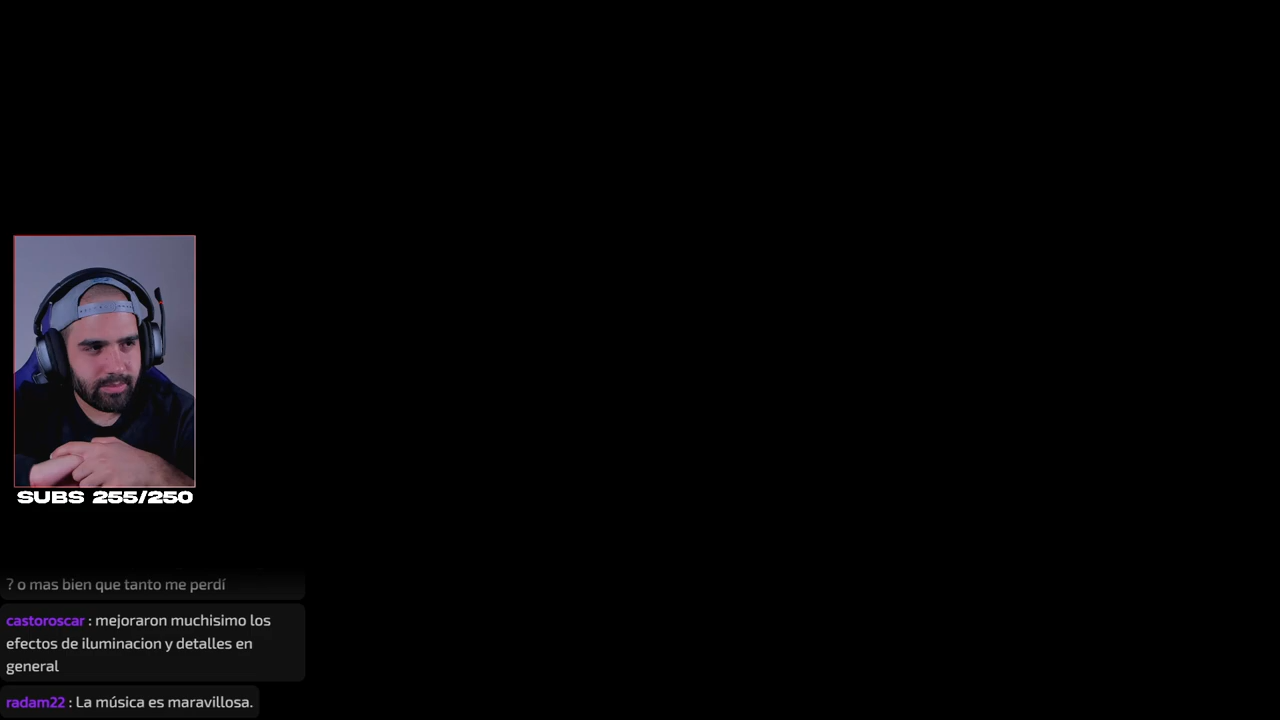 SUBS 255/250
? o mas bien que tanto me perdí
castoroscar : mejoraron muchisimo los
efectos de iluminacion y detalles en
general
radam22 : La música es maravillosa.